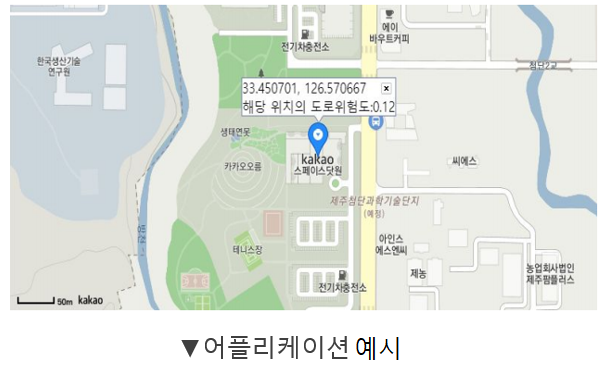 에이
바우트커피
전기차충전소
한국생산기술
연구원
첨단2교
33.450701, 126.570667
해당 위치의 도로위험도:0.12
생태연못
카카오오름
kakao
스페이스닷원
씨에스
제주첨단과학기술단지
(예정)
테니스장
아인스
에스엔씨
제농
농업회사법인
제주팜플러스
전기차충전소
50m kakao
▼어플리케이션 예시